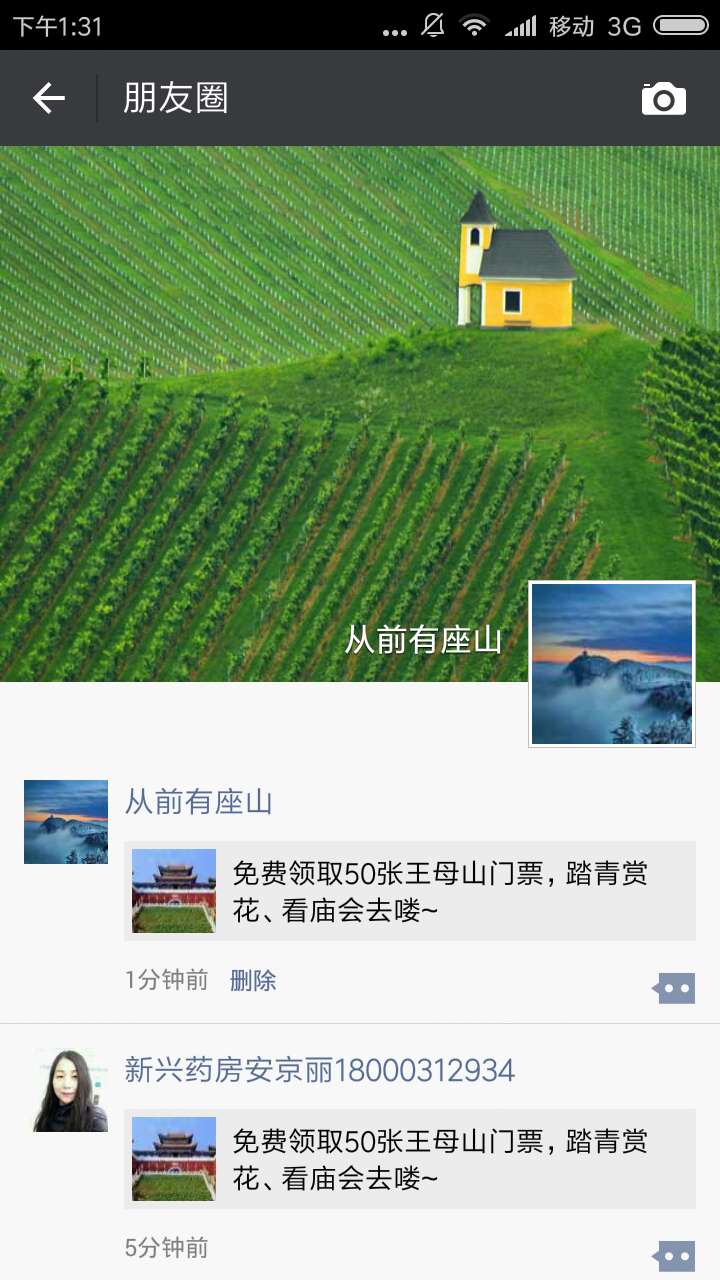 下午1:31
移动 3G
朋友圈
从前有座山
从前有座山
免费领取50张王母山门票，踏青赏
花、看庙会去喽~
1分钟前 删除
新兴药房安京丽18000312934
免费领取50张王母山门票，踏青赏
花、看庙会去喽~
5分钟前